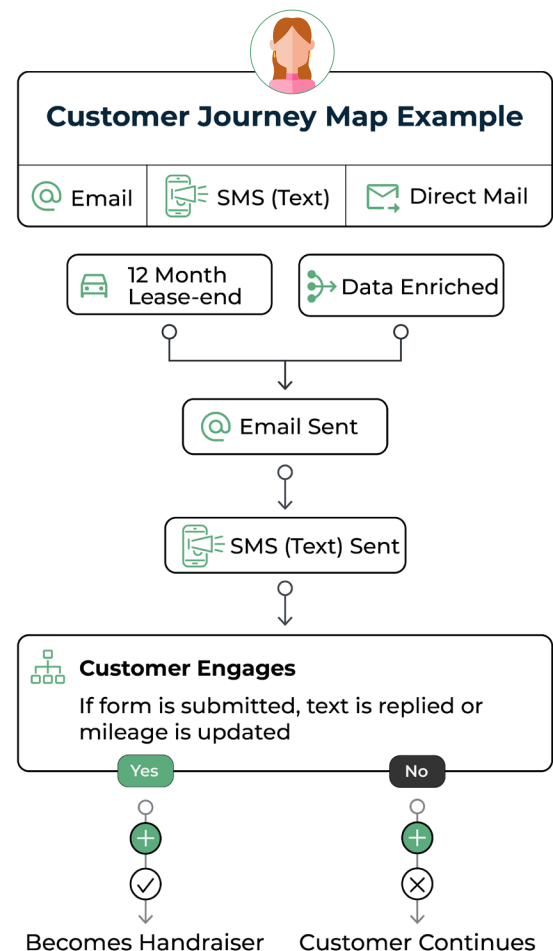 Customer Journey Map Example
Email
SMS (Text)
Direct Mail
12 Month
Lease-end
Data Enriched
Email Sent
SMS (Text) Sent
Customer Engages
If form is submitted, text is replied or
mileage is updated
Yes
No
Becomes Handraiser
Customer Continues